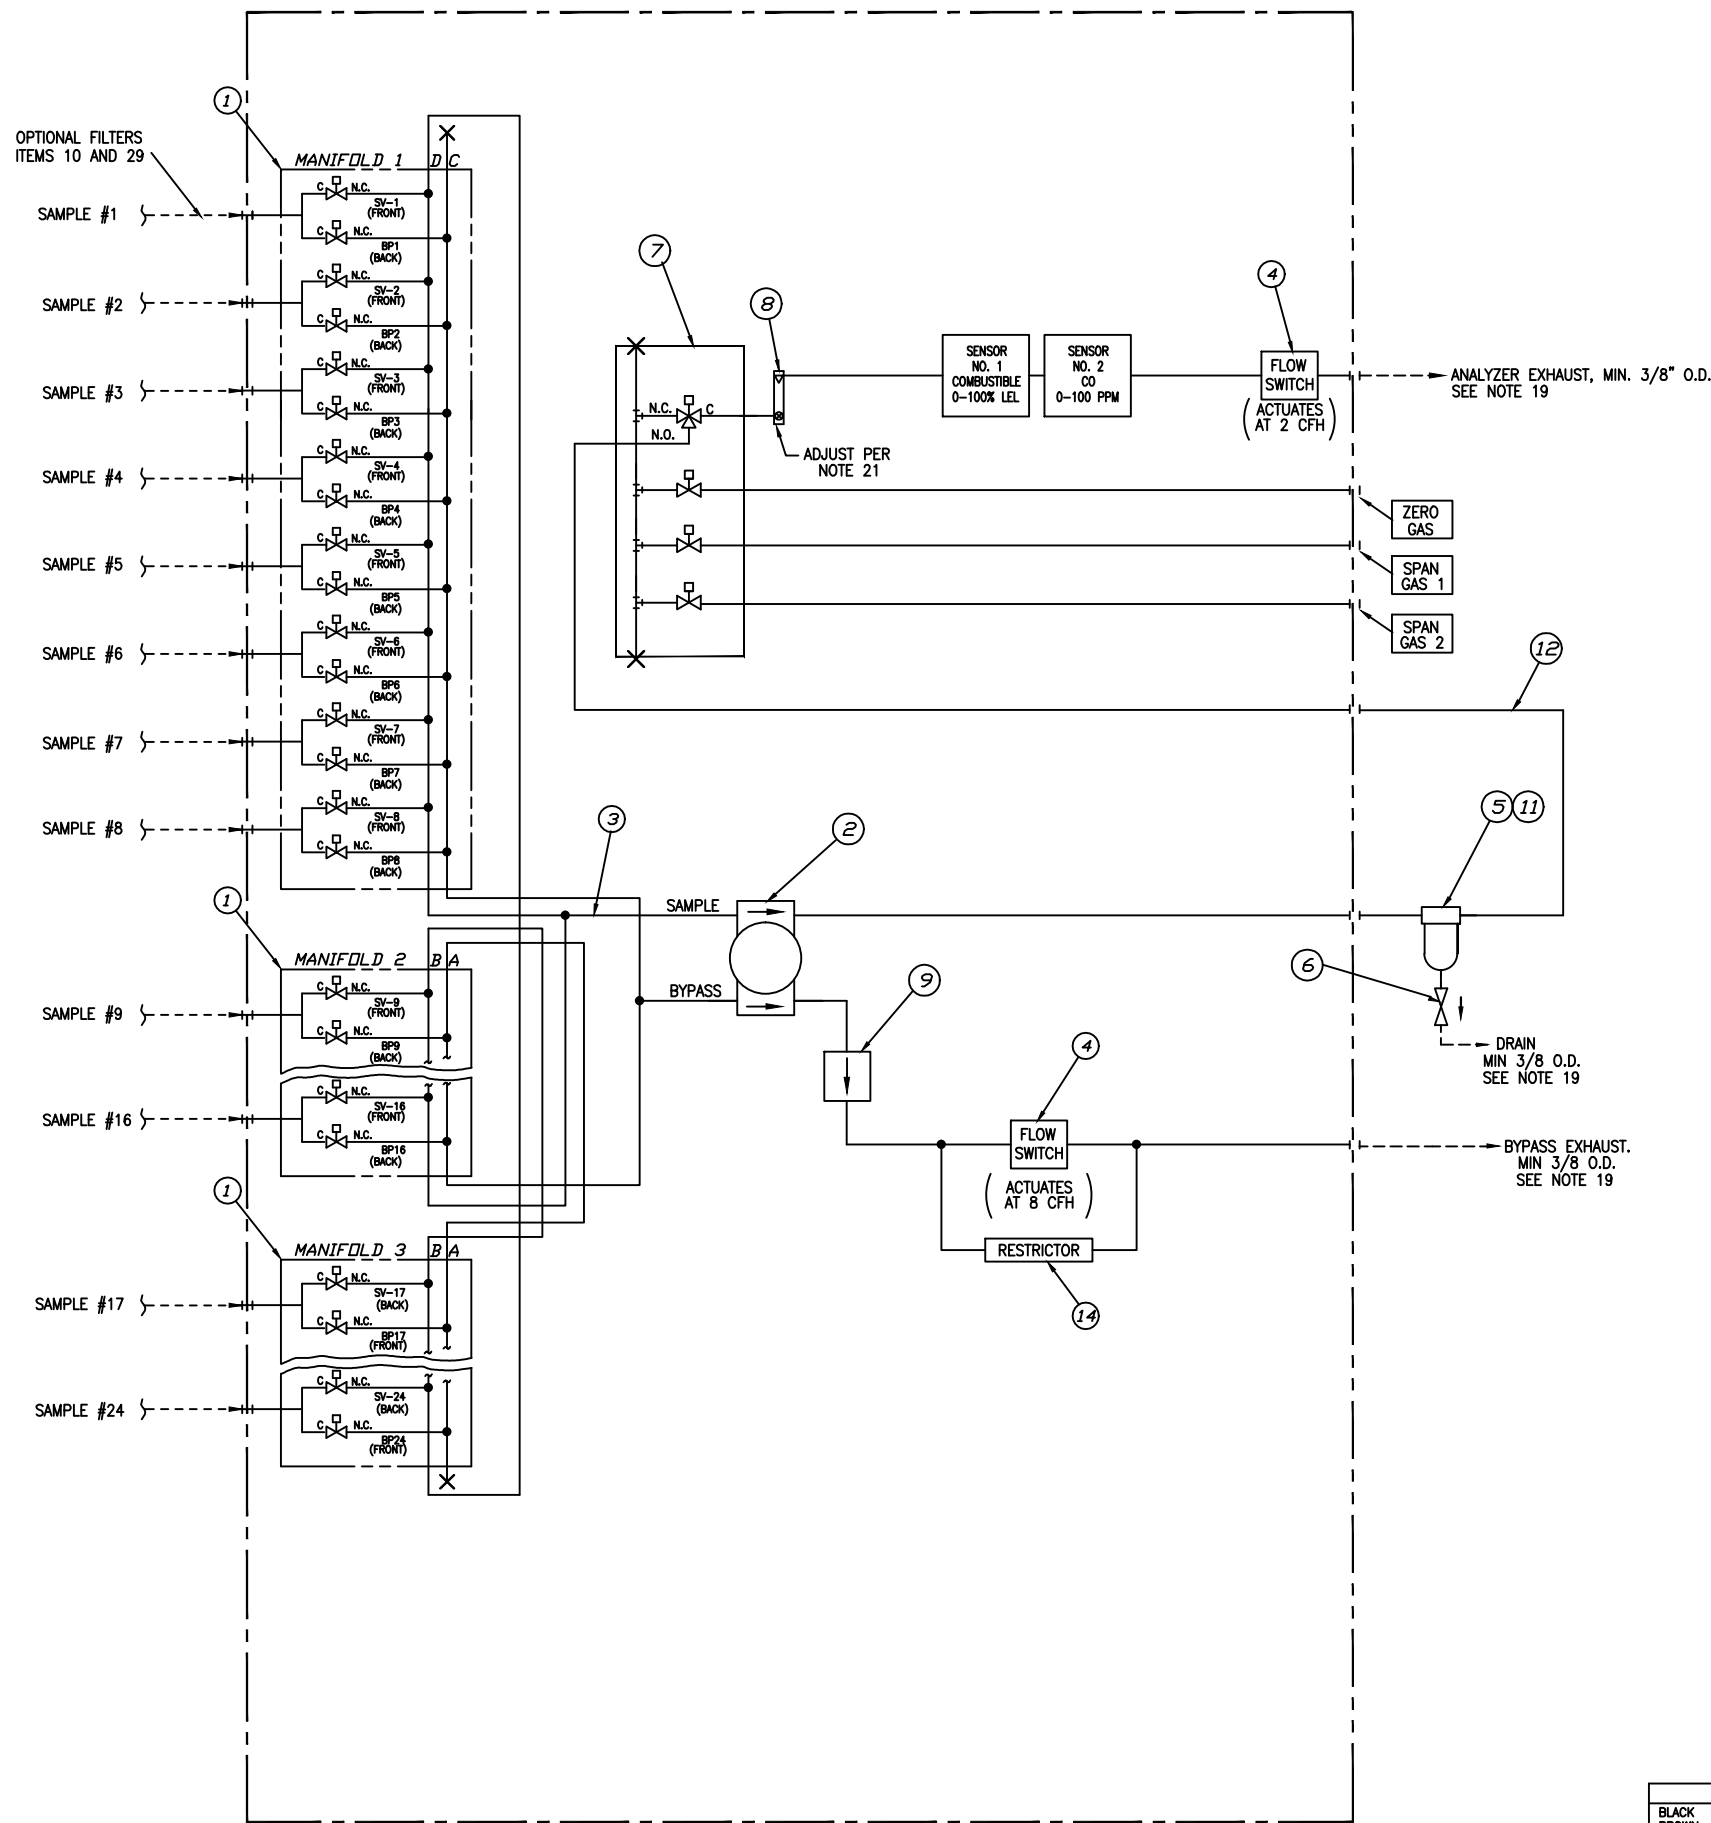 OPTIONAL FILTERS
ITEMS 10 AND 29
1
MANIFOLD 1 D C
SAMPLE #1
C N.C.
SV-1
(FRONT)
C N.C.
BP1
(BACK)
SAMPLE #2
C N.C.
SV-2
(FRONT)
C N.C.
BP2
(BACK)
SAMPLE #3
C N.C.
SV-3
(FRONT)
C N.C.
BP3
(BACK)
SAMPLE #4
C N.C.
SV-4
(FRONT)
C N.C.
BP4
(BACK)
SAMPLE #5
C N.C.
SV-5
(FRONT)
C N.C.
BP5
(BACK)
SAMPLE #6
C N.C.
SV-6
(FRONT)
C N.C.
BP6
(BACK)
SAMPLE #7
C N.C.
SV-7
(FRONT)
C N.C.
BP7
(BACK)
SAMPLE #8
C N.C.
SV-8
(FRONT)
C N.C.
BP8
(BACK)
1
MANIFOLD 2 B A
SAMPLE #9
C N.C.
SV-9
(FRONT)
C N.C.
BP9
(BACK)
SAMPLE #16
C N.C.
SV-16
(FRONT)
C N.C.
BP16
(BACK)
1
MANIFOLD 3 B A
SAMPLE #17
C N.C.
SV-17
(BACK)
C N.C.
BP17
(FRONT)
SAMPLE #24
C N.C.
SV-24
(BACK)
C N.C.
BP24
(FRONT)
7
8
N.C. C
N.O.
ADJUST PER
NOTE 21
SENSOR
NO. 1
COMBUSTIBLE
0-100% LEL
SENSOR
NO. 2
CO
0-100 PPM
4
FLOW
SWITCH
(ACTUATES
AT 2 CFH)
ANALYZER EXHAUST, MIN. 3/8" O.D.
SEE NOTE 19
ZERO
GAS
SPAN
GAS 1
SPAN
GAS 2
12
5 11
6
DRAIN
MIN 3/8 O.D.
SEE NOTE 19
3
2
SAMPLE
BYPASS
9
4
FLOW
SWITCH
(ACTUATES
AT 8 CFH)
RESTRICTOR
14
BYPASS EXHAUST.
MIN 3/8 O.D.
SEE NOTE 19
BLACK